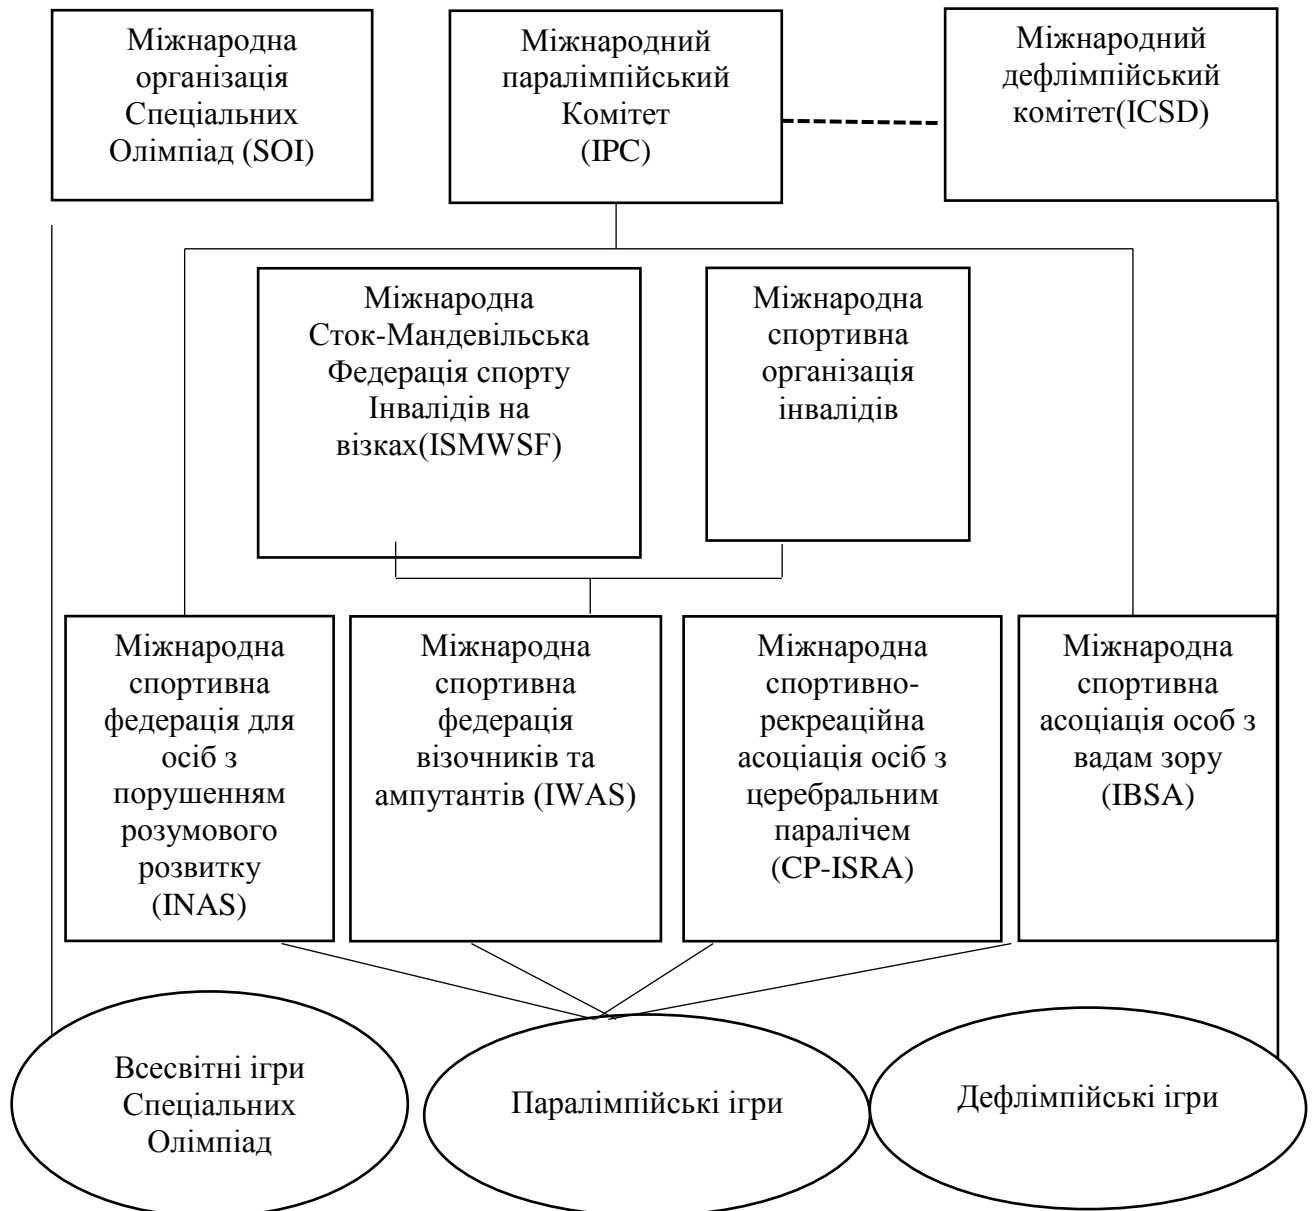 Міжнародна
організація
Спеціальних
Олімпіад (SOI)
Міжнародний
паралімпійський
Комітет
(IPC)
Міжнародний
дефлімпійський
комітет(ICSD)
Міжнародна
Сток-Мандевільська
Федерація спорту
Інвалідів на
візках(ISMWSF)
Міжнародна
спортивна
організація
інвалідів
Міжнародна
спортивна
федерація для
осіб з
порушенням
розумового
розвитку
(INAS)
Міжнародна
спортивна
федерація
візочників та
ампутантів (IWAS)
Міжнародна
спортивно-
рекреаційна
асоціація осіб з
церебральним
паралічем
(CP-ISRA)
Міжнародна
спортивна
асоціація особ з
вадам зору
(IBSA)
Всесвітні ігри
Спеціальних
Олімпіад
Паралімпійські ігри
Дефлімпійські ігри